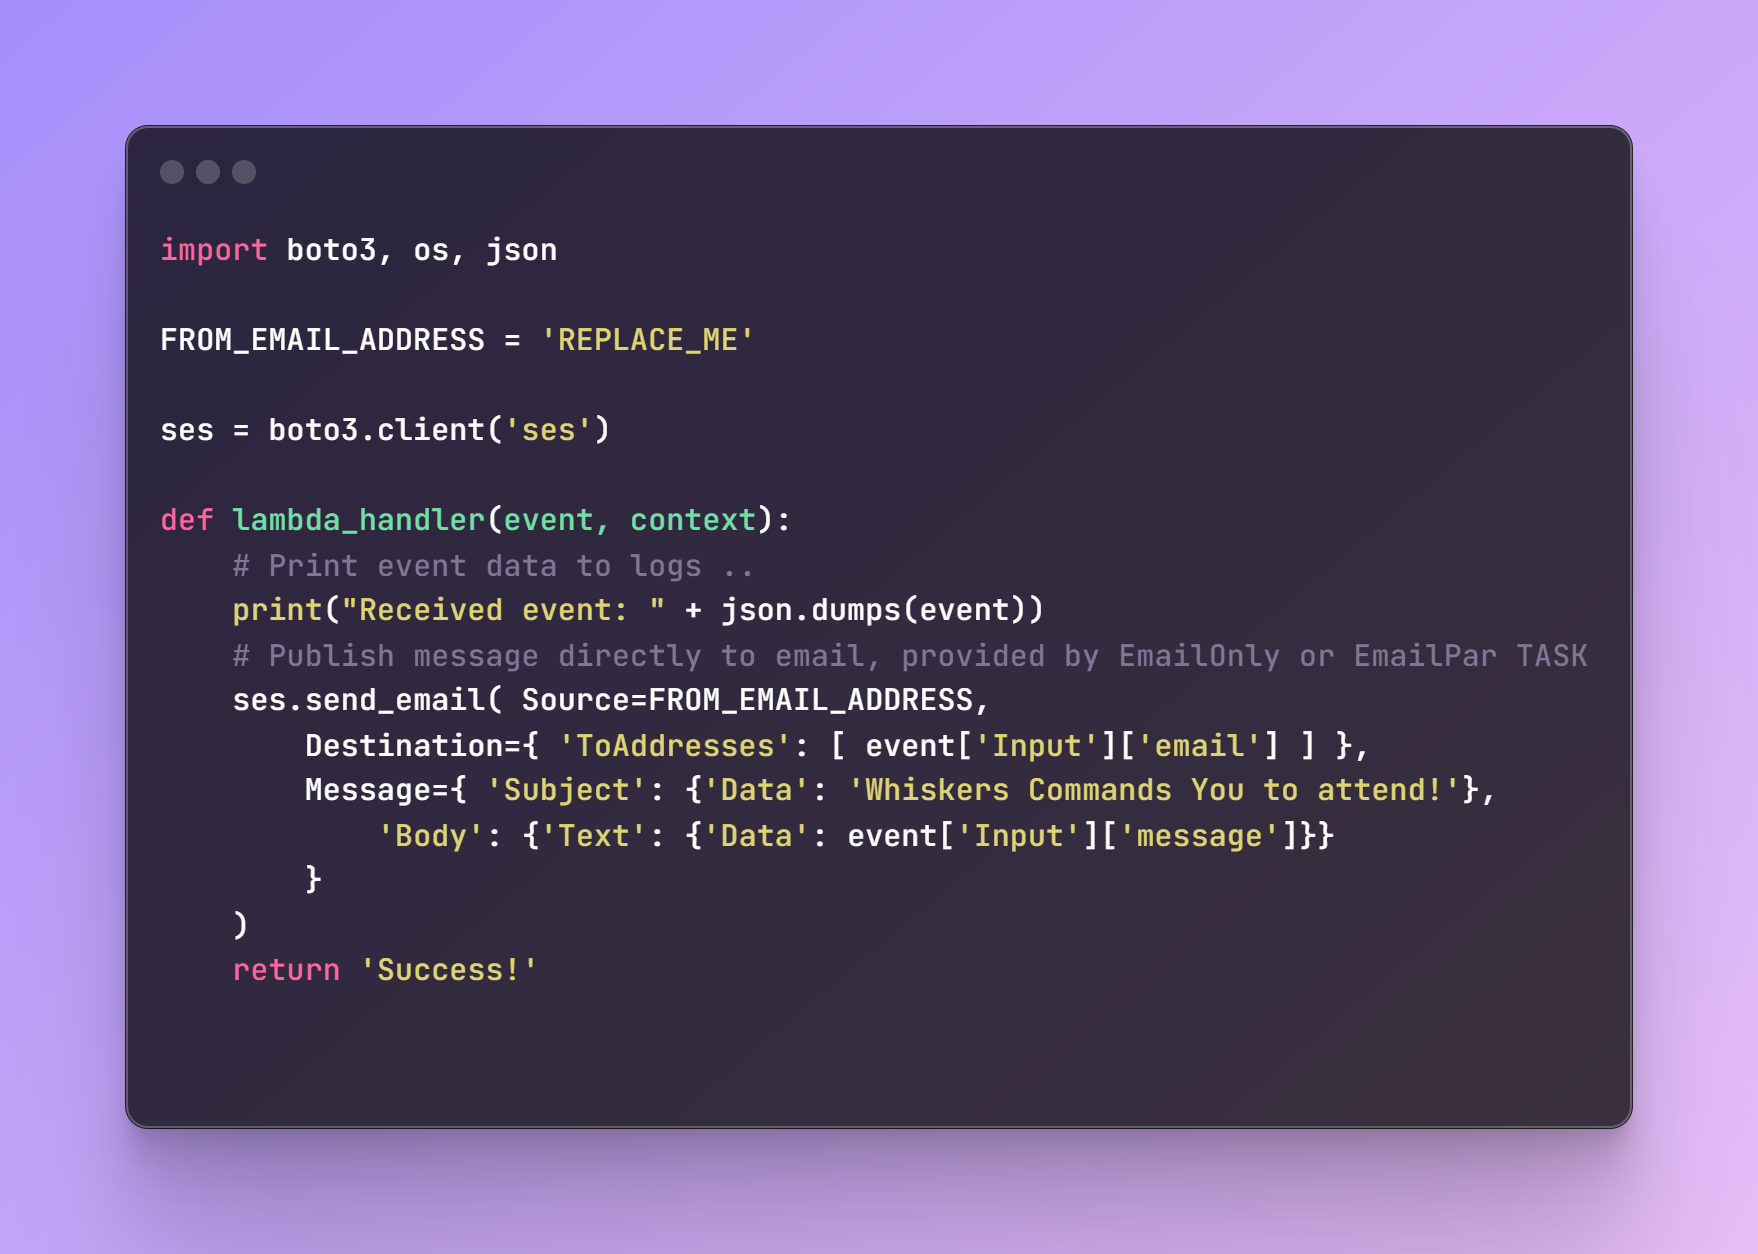 import boto3, os, json
FROM_EMAIL_ADDRESS = 'REPLACE_ME'
ses = boto3.client('ses')
def lambda_handler(event, context):
    # Print event data to logs ..
    print("Received event: " + json.dumps(event))
    # Publish message directly to email, provided by EmailOnly or EmailPar TASK
    ses.send_email( Source=FROM_EMAIL_ADDRESS,
        Destination={ 'ToAddresses': [ event['Input']['email'] ] },
        Message={ 'Subject': {'Data': 'Whiskers Commands You to attend!'},
            'Body': {'Text': {'Data': event['Input']['message']}}
        }
    )
    return 'Success!'